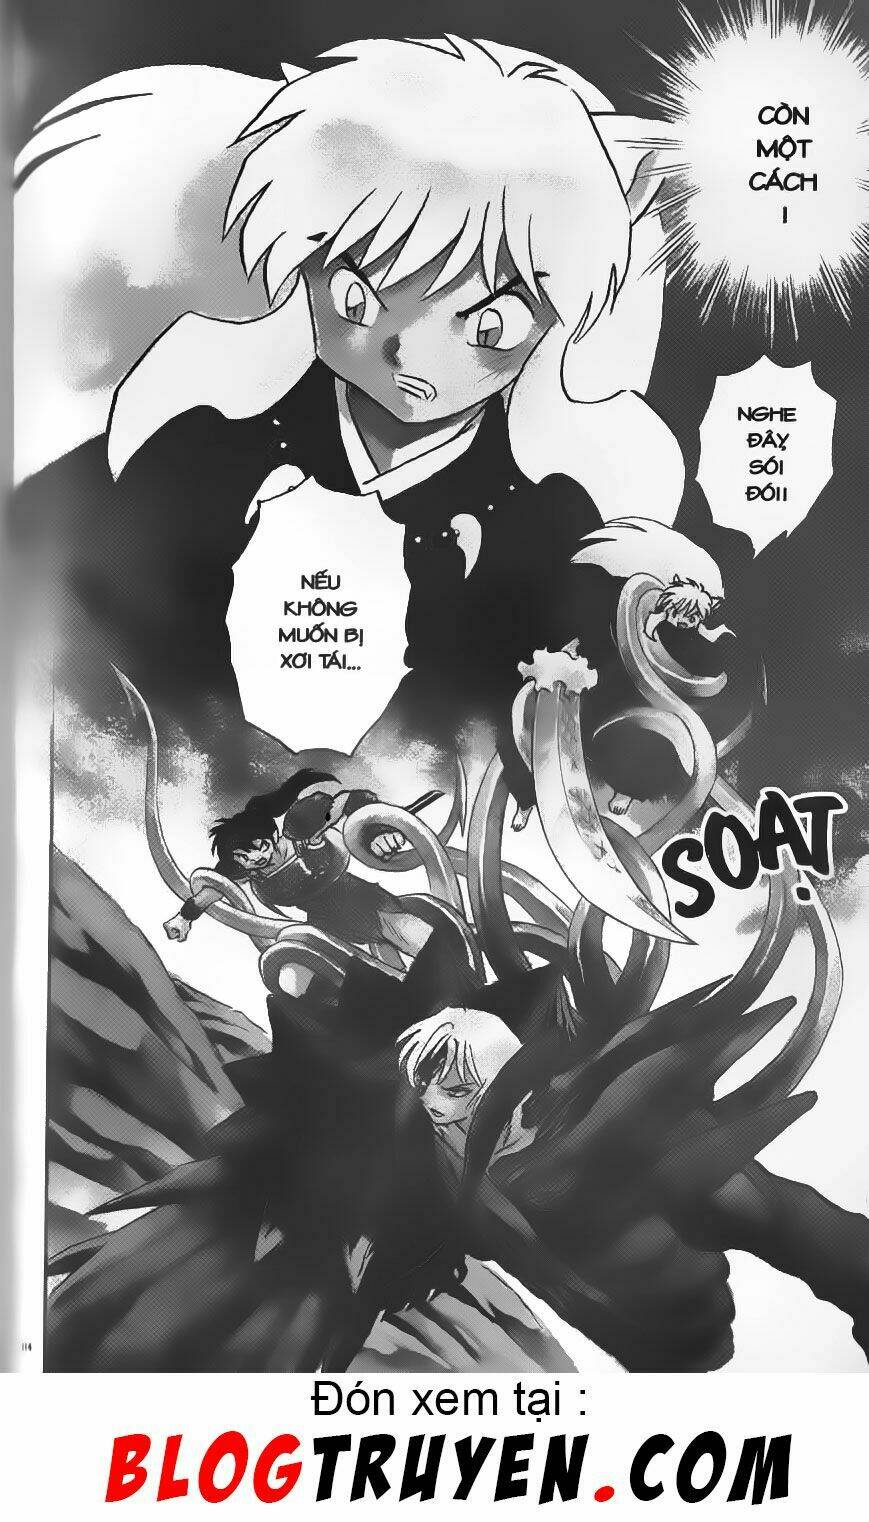 CÒN
MỘT
CÁCH
!
NGHE
ĐÂY,
SÓI
ĐÓI!
NẾU
KHÔNG
MUỐN BỊ
XƠI TÁI...
SOẠT
114
Đón xem tại :
BLOGTRUYEN.COM